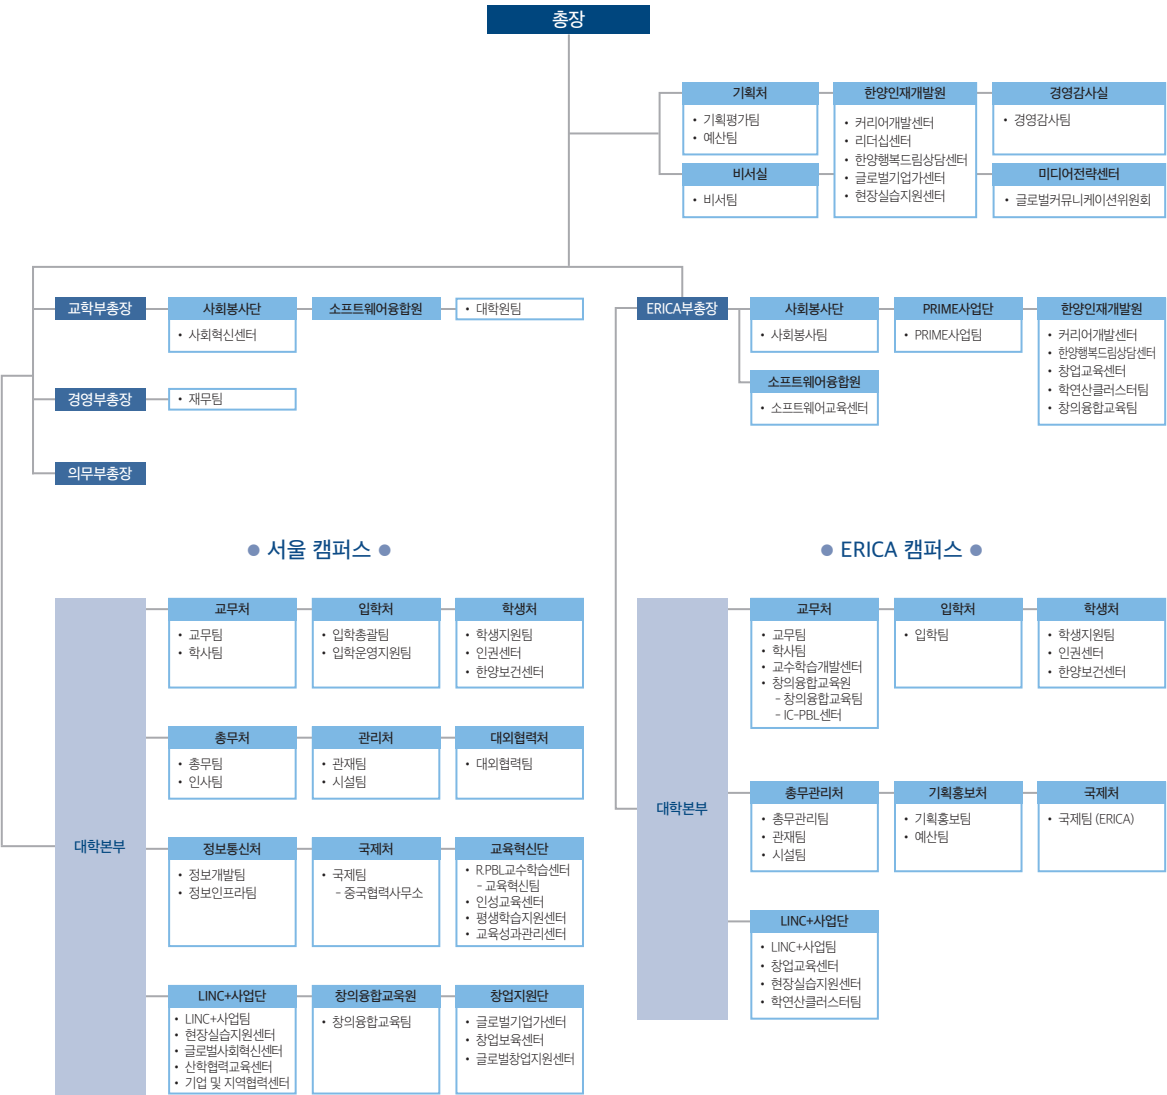 총장
기획처
• 기획평가팀
• 예산팀
한양인재개발원
• 커리어개발센터
• 리더십센터
• 한양행복드림상담센터
• 글로벌기업가센터
• 현장실습지원센터
경영감사실
• 경영감사팀
비서실
• 비서팀
미디어전략센터
• 글로벌커뮤니케이션위원회
교학부총장
사회봉사단
• 사회혁신센터
소프트웨어융합원
• 대학원팀
경영부총장
• 재무팀
의무부총장
ERICA부총장
사회봉사단
• 사회봉사팀
PRIME사업단
• PRIME사업팀
한양인재개발원
• 커리어개발센터
• 한양행복드림상담센터
• 창업교육센터
• 학연산클러스터팀
• 창의융합교육팀
소프트웨어융합원
• 소프트웨어교육센터
● 서울 캠퍼스 ●
대학본부
교무처
• 교무팀
• 학사팀
입학처
• 입학총괄팀
• 입학운영지원팀
학생처
• 학생지원팀
• 인권센터
• 한양보건센터
총무처
• 총무팀
• 인사팀
관리처
• 관재팀
• 시설팀
대외협력처
• 대외협력팀
정보통신처
• 정보개발팀
• 정보인프라팀
국제처
• 국제팀
- 중국협력사무소
교육혁신단
• R.PBL교수학습센터
- 교육혁신팀
• 인성교육센터
• 평생학습지원센터
• 교육성과관리센터
LINC+사업단
• LINC+사업팀
• 현장실습지원센터
• 글로벌사회혁신센터
• 산학협력교육센터
• 기업 및 지역협력센터
창의융합교욱원
• 창의융합교육팀
창업지원단
• 글로벌기업가센터
• 창업보육센터
• 글로벌창업지원센터
● ERICA 캠퍼스 ●
대학본부
교무처
• 교무팀
• 학사팀
• 교수학습개발센터
• 창의융합교육원
- 창의융합교육팀
- IC-PBL센터
입학처
• 입학팀
학생처
• 학생지원팀
• 인권센터
• 한양보건센터
총무관리처
• 총무관리팀
• 관재팀
• 시설팀
기획홍보처
• 기획홍보팀
• 예산팀
국제처
• 국제팀 (ERICA)
LINC+사업단
• LINC+사업팀
• 창업교육센터
• 현장실습지원센터
• 학연산클러스터팀